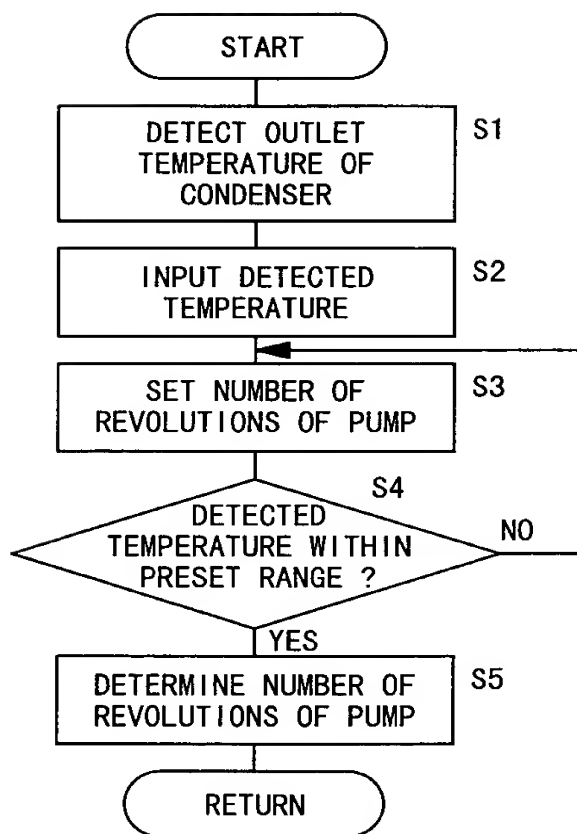 START
DETECT OUTLET
TEMPERATURE OF
CONDENSER
S1
INPUT DETECTED
TEMPERATURE
S2
SET NUMBER OF
REVOLUTIONS OF PUMP
S3
S4
DETECTED
TEMPERATURE WITHIN
PRESET RANGE ?
NO
YES
DETERMINE NUMBER OF
REVOLUTIONS OF PUMP
S5
RETURN